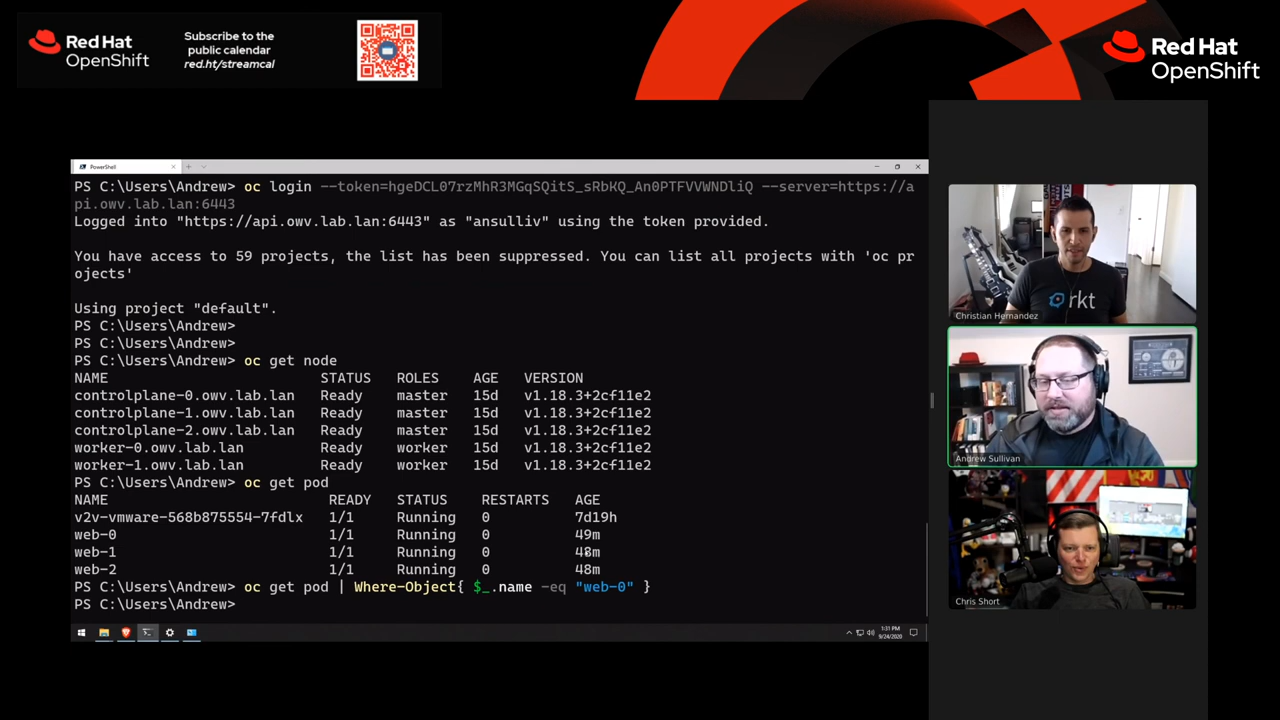 Red Hat
OpenShift
Subscribe to the
public calendar
red.ht/streamcal
Red Hat
OpenShift
PowerShell
PS C:\Users\Andrew> oc login --token=hgeDCL07rzMhR3MGqSQitS_sRbKQ_An0PTFVVWNDliQ --server=https://a
pi.owv.lab.lan:6443
Logged into "https://api.owv.lab.lan:6443" as "ansulliv" using the token provided.
You have access to 59 projects, the list has been suppressed. You can list all projects with 'oc pr
ojects'
Using project "default".
PS C:\Users\Andrew>
PS C:\Users\Andrew>
PS C:\Users\Andrew> oc get node
NAME STATUS ROLES AGE VERSION
controlplane-0.owv.lab.lan Ready master 15d v1.18.3+2cf11e2
controlplane-1.owv.lab.lan Ready master 15d v1.18.3+2cf11e2
controlplane-2.owv.lab.lan Ready master 15d v1.18.3+2cf11e2
worker-0.owv.lab.lan Ready worker 15d v1.18.3+2cf11e2
worker-1.owv.lab.lan Ready worker 15d v1.18.3+2cf11e2
PS C:\Users\Andrew> oc get pod
NAME READY STATUS RESTARTS AGE
v2v-vmware-568b875554-7fdlx 1/1 Running 0 7d19h
web-0 1/1 Running 0 49m
web-1 1/1 Running 0 48m
web-2 1/1 Running 0 48m
PS C:\Users\Andrew> oc get pod | Where-Object{ $_.name -eq "web-0" }
PS C:\Users\Andrew>
1:31 PM
9/24/2020
rkt
Christian Hernandez
Andrew Sullivan
Chris Short